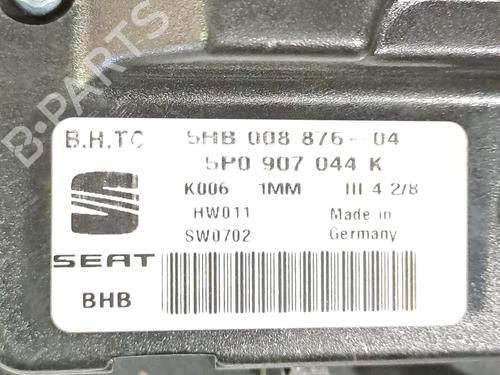 B-PARTS
B.H.TC 5HB 008 876-04
5P0 907 044 K
K006 1MM III 4 2/8
HW011 Made in
SW0702 Germany
SEAT
BHB